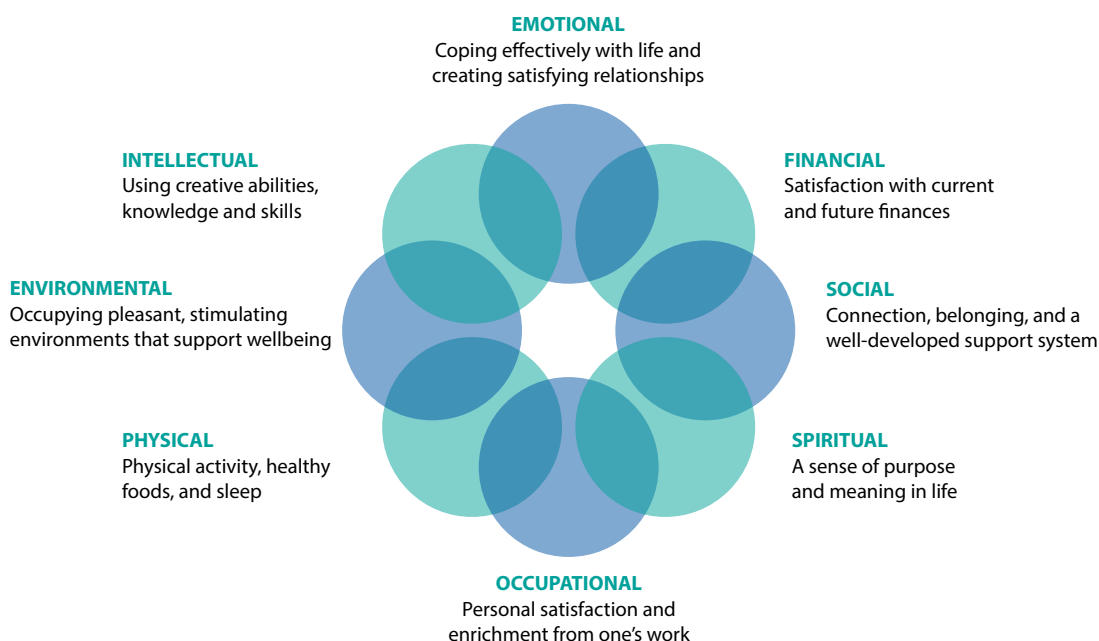 EMOTIONAL
Coping effectively with life and
creating satisfying relationships
INTELLECTUAL
Using creative abilities,
knowledge and skills
FINANCIAL
Satisfaction with current
and future finances
ENVIRONMENTAL
Occupying pleasant, stimulating
environments that support wellbeing
SOCIAL
Connection, belonging, and a
well-developed support system
PHYSICAL
Physical activity, healthy
foods, and sleep
SPIRITUAL
A sense of purpose
and meaning in life
OCCUPATIONAL
Personal satisfaction and
enrichment from one's work